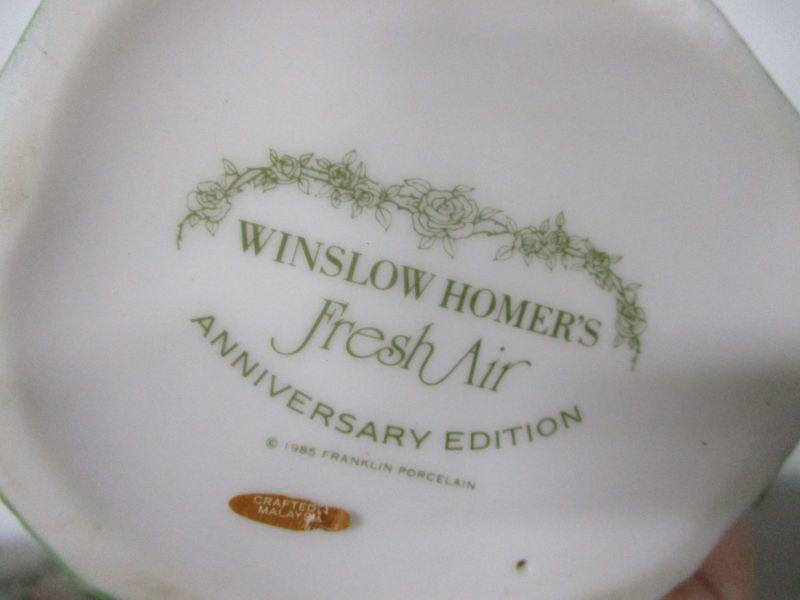 WINSLOW HOMER'S
Fresh Air
ANNIVERSARY EDITION
© 1985 FRANKLIN PORCELAIN
CRAFTED IN
MALAYSIA